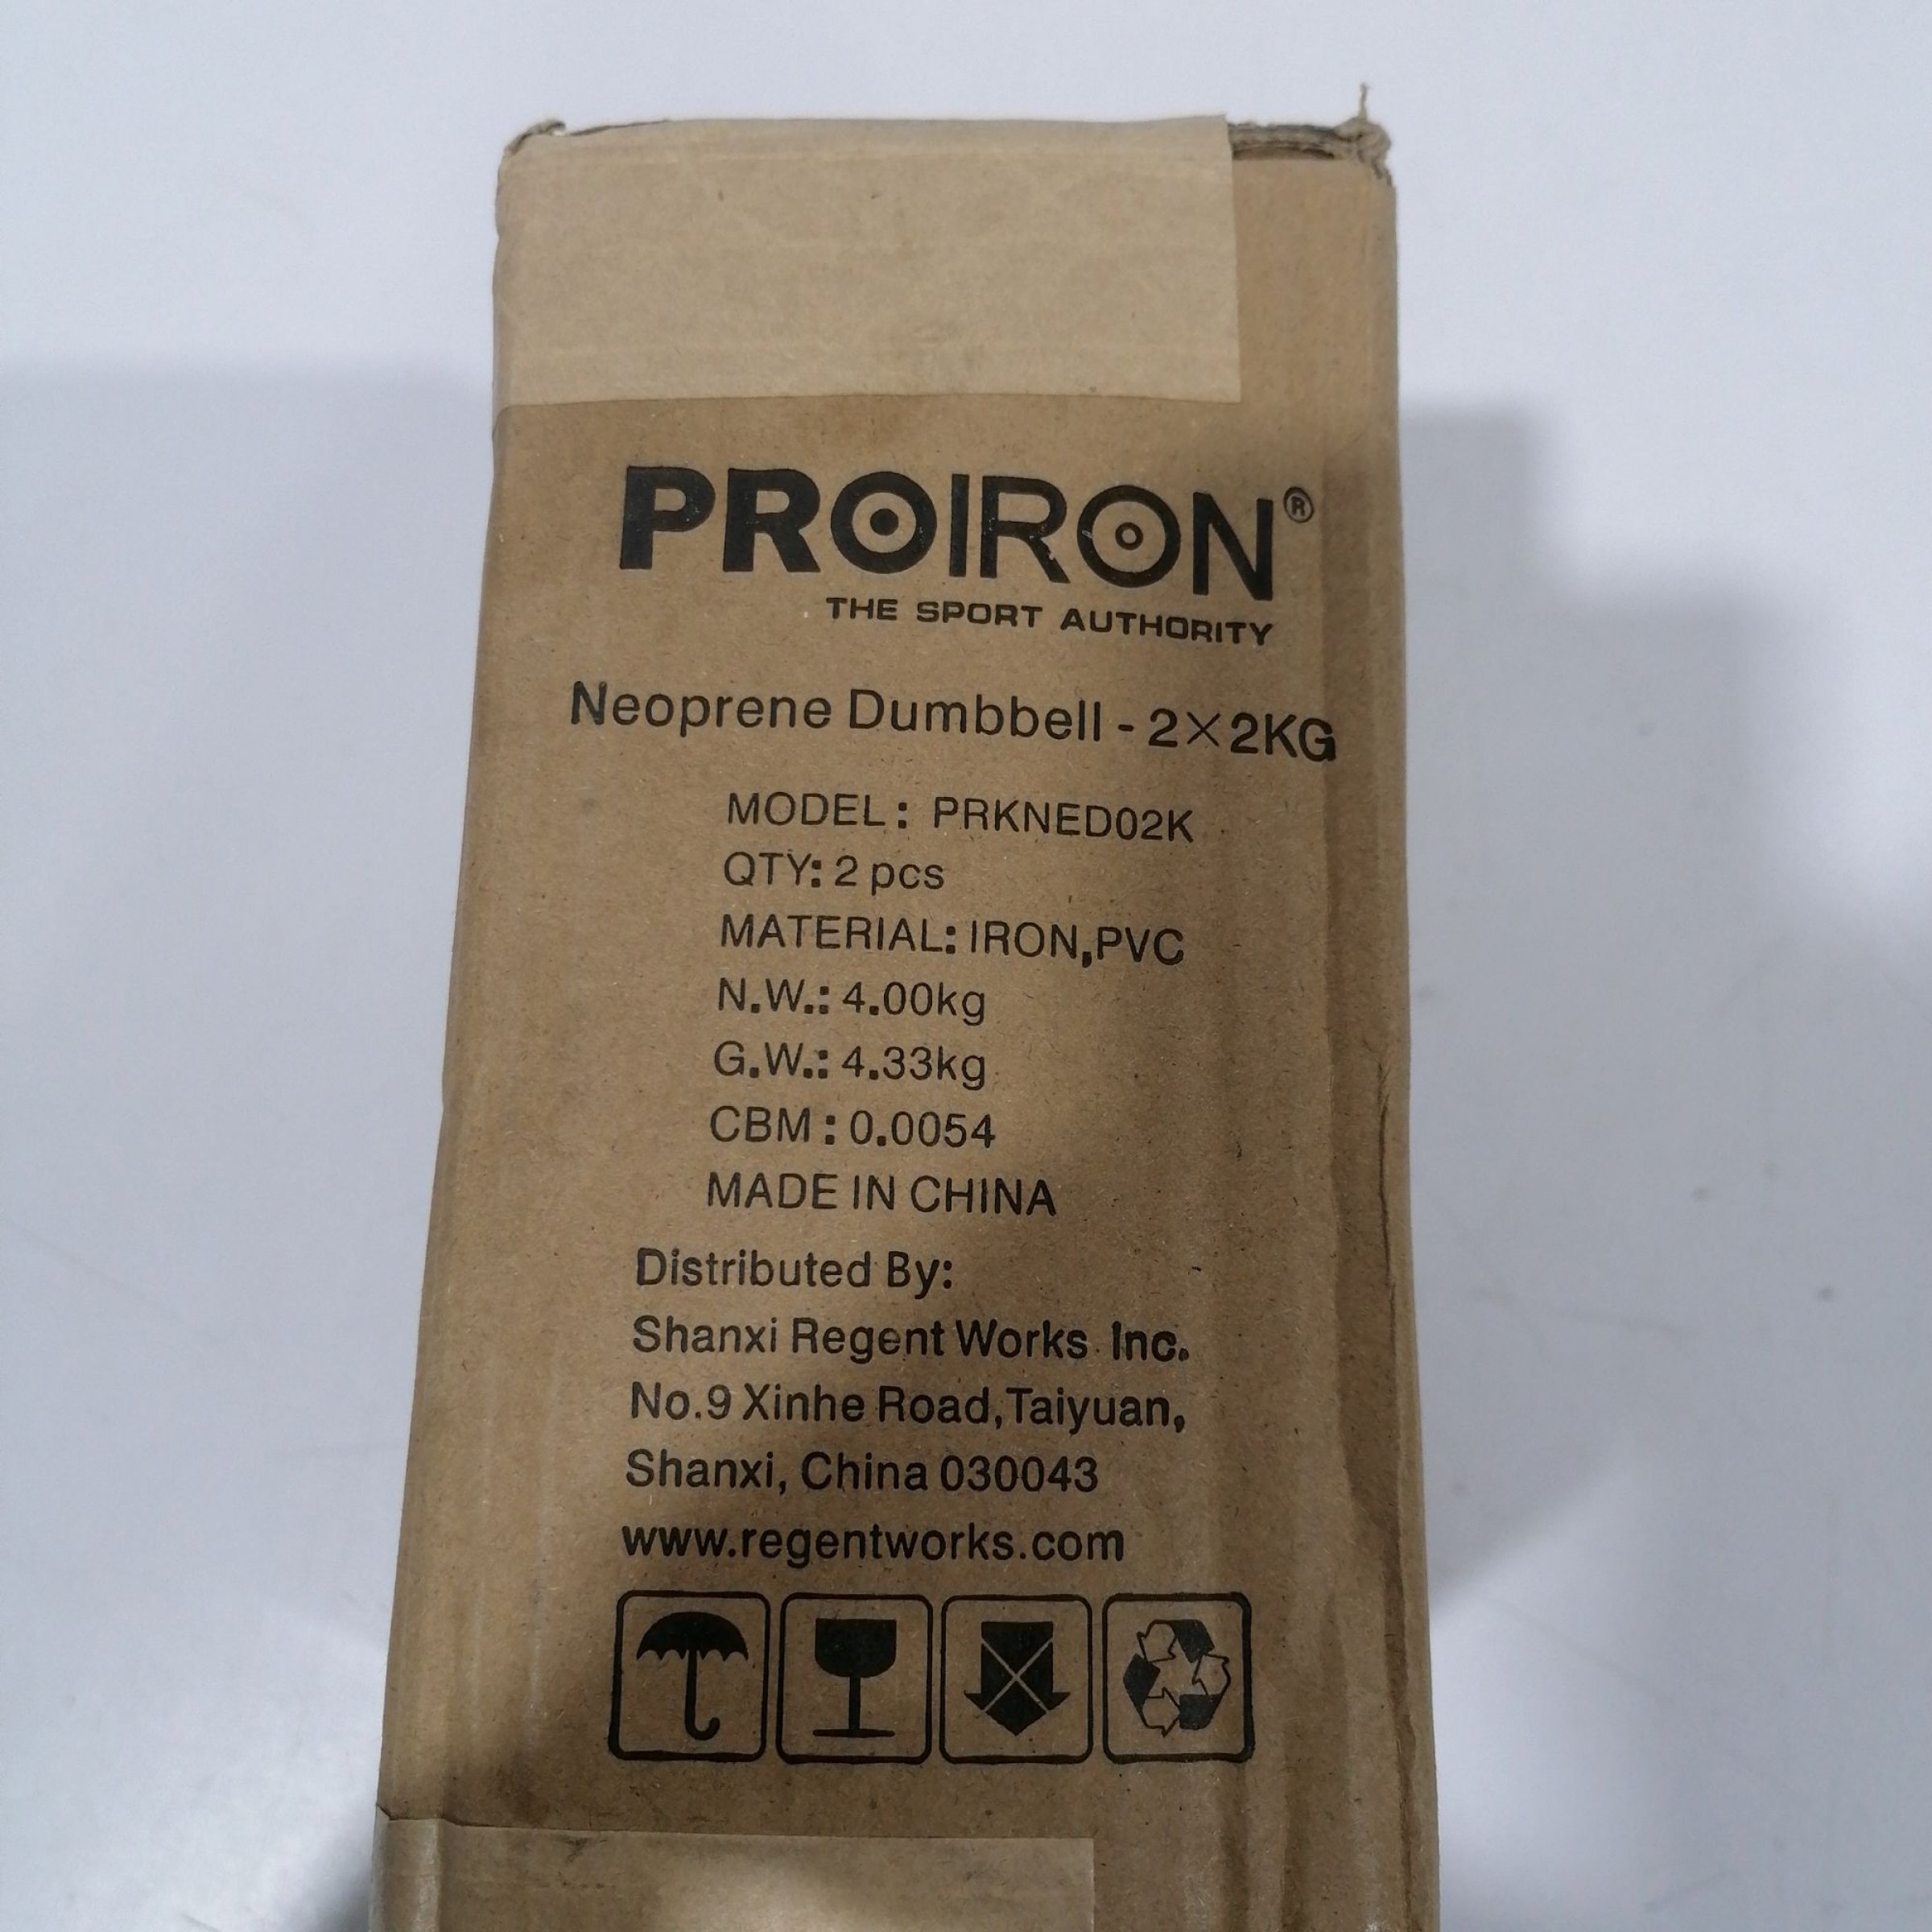 PROIRON®
THE SPORT AUTHORITY
Neoprene Dumbbell - 2×2KG
MODEL: PRKNED02K
QTY: 2 pcs
MATERIAL: IRON,PVC
N.W.: 4.00kg
G.W.: 4.33kg
CBM: 0.0054
MADE IN CHINA
Distributed By:
Shanxi Regent Works Inc.
No.9 Xinhe Road, Taiyuan,
Shanxi, China 030043
www.regentworks.com